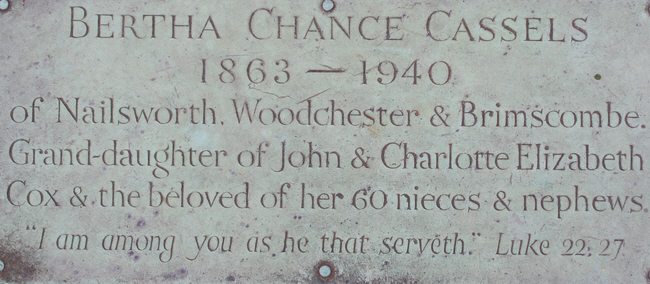 BERTHA CHANCE CASSELS
1863 — 1940
of Nailsworth, Woodchester & Brimscombe.
Grand-daughter of John & Charlotte Elizabeth
Cox & the beloved of her 60 nieces & nephews.
"I am among you as he that serveth." Luke 22. 27